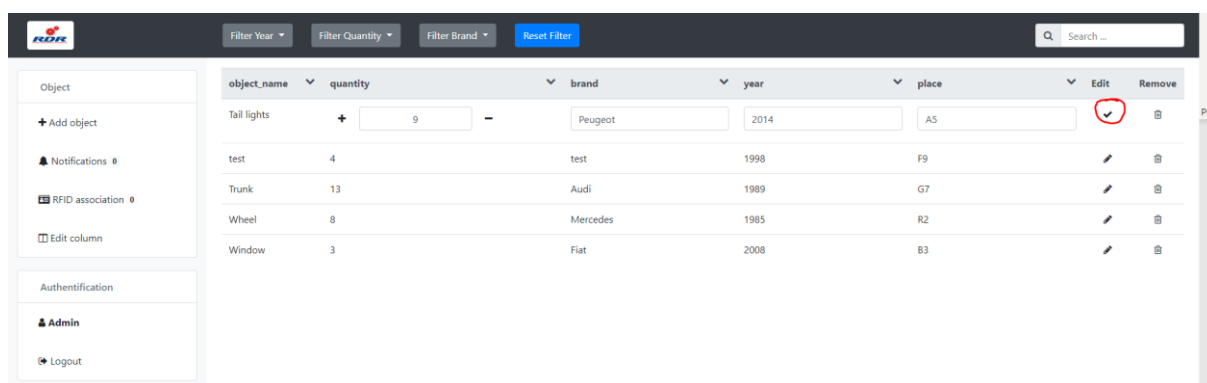 RDR
Filter Year Filter Quantity Filter Brand Reset Filter Search ...
Object
+ Add object
Notifications 0
RFID association 0
Edit column
Authentification
Admin
Logout
object_name quantity brand year place Edit Remove
Tail lights + 9 - Peugeot 2014 A5
test 4 test 1998 F9
Trunk 13 Audi 1989 G7
Wheel 8 Mercedes 1985 R2
Window 3 Fiat 2008 B3